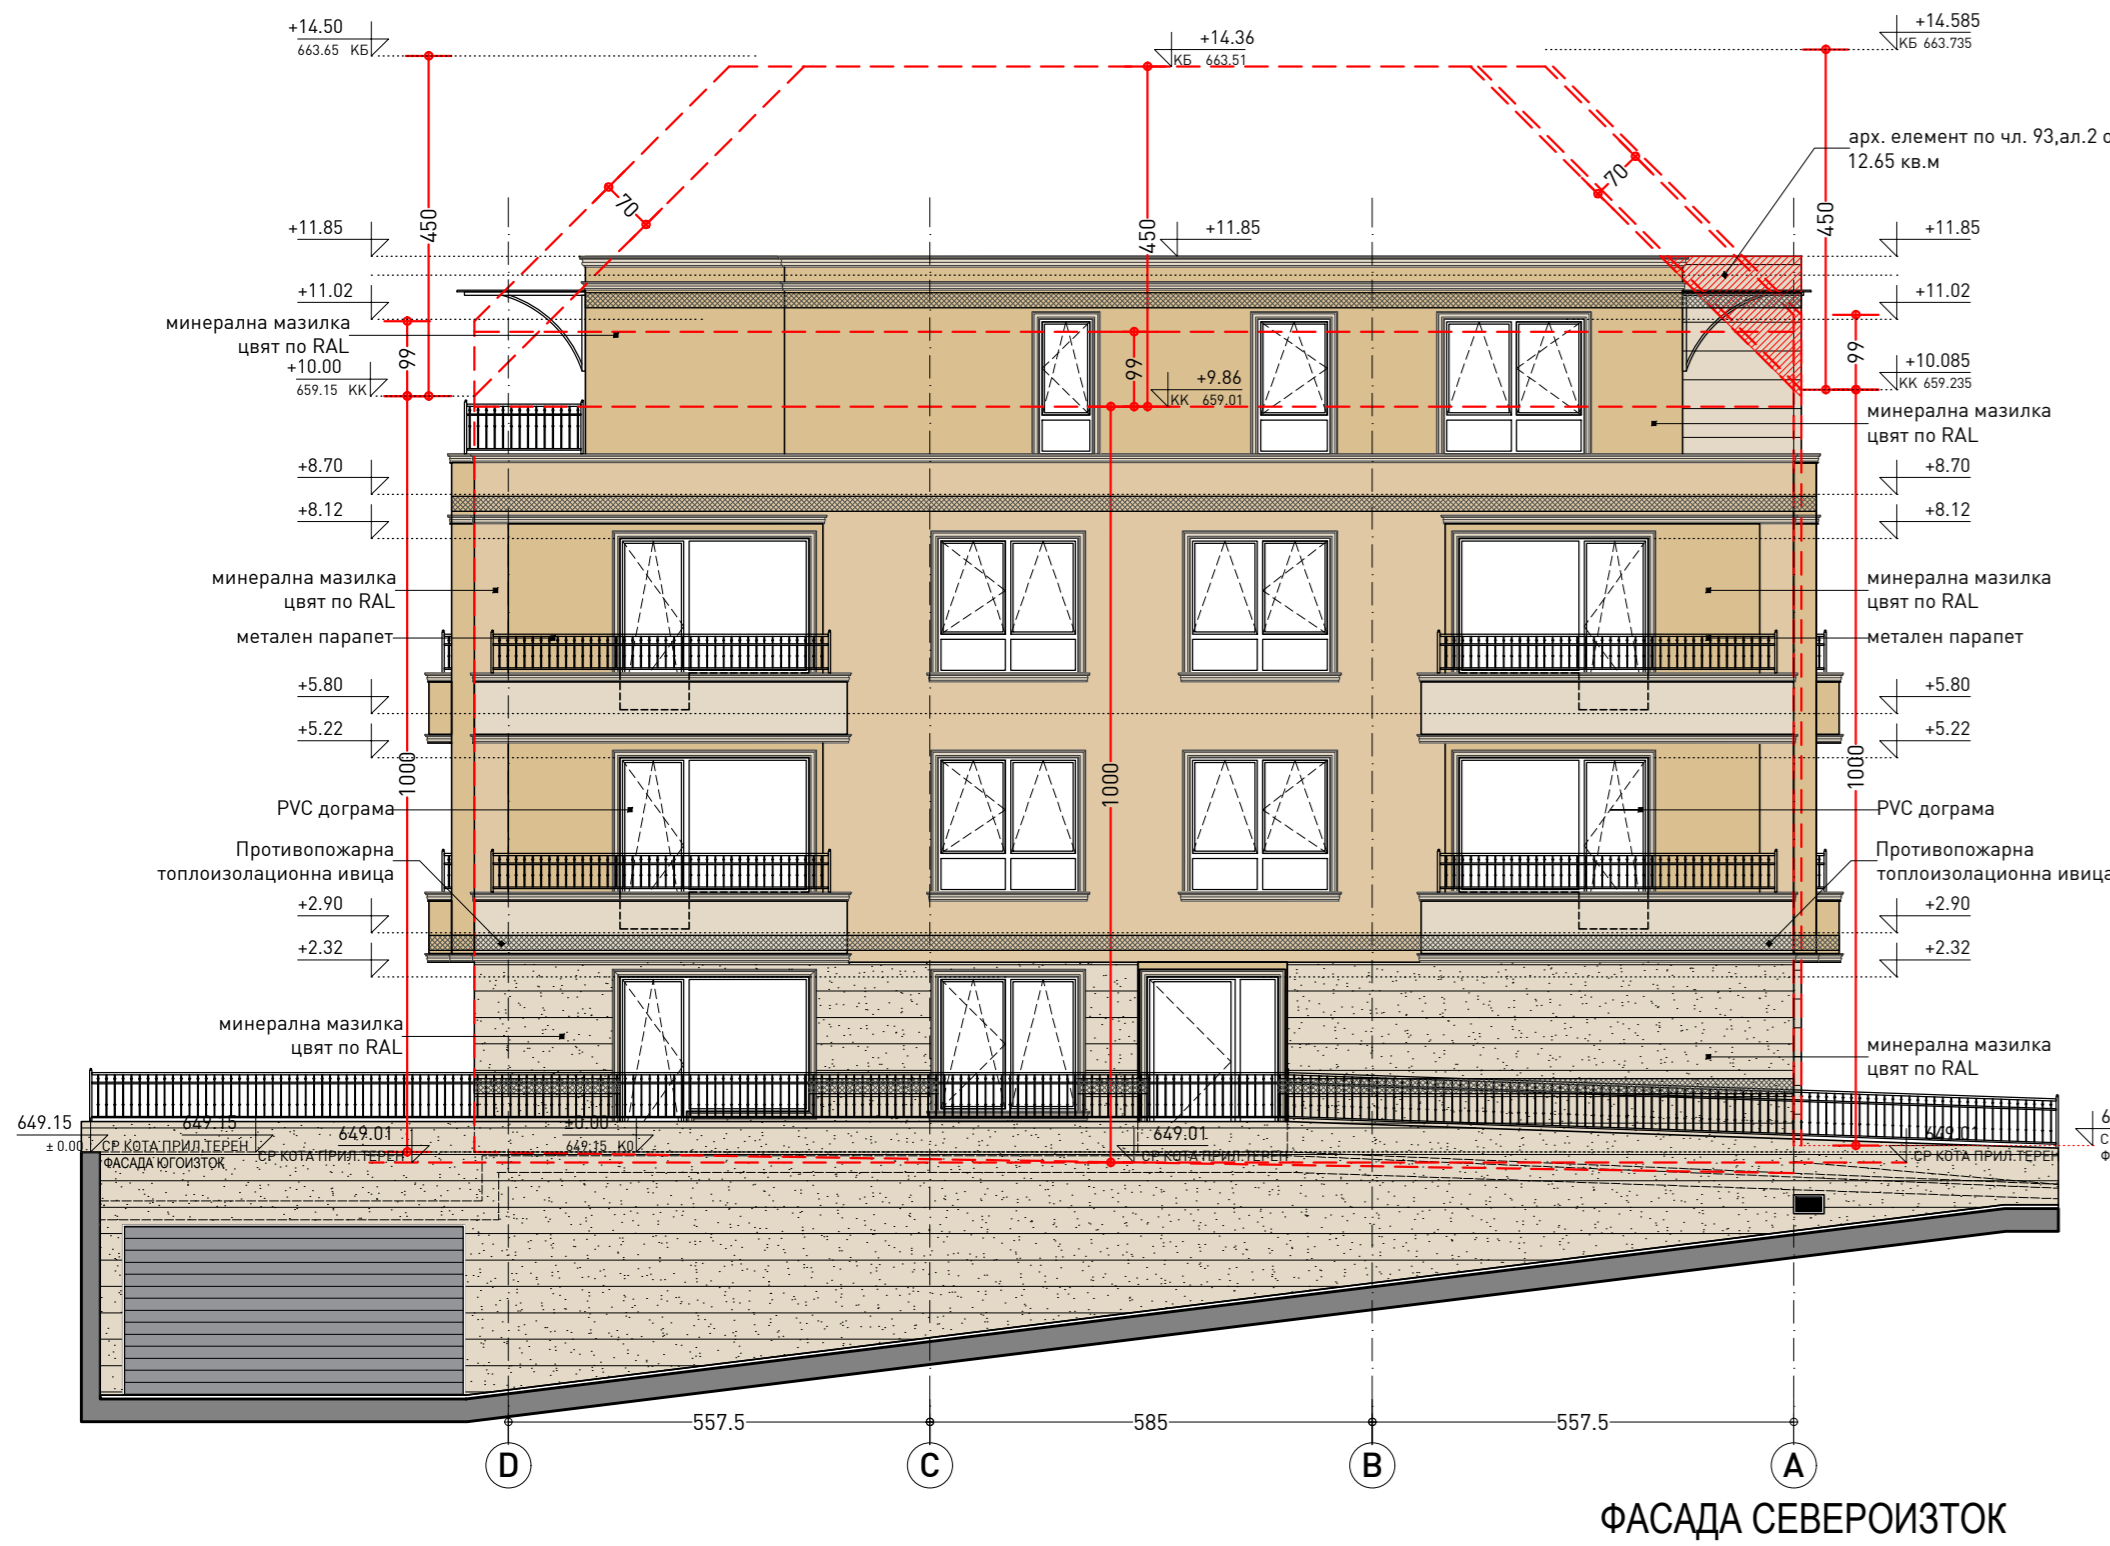 +14.50
663.65 КБ
+14.36
КБ 663.51
+14.585
КБ 663.735
арх. елемент по чл. 93,ал.2 о
12.65 кв.м
70
70
450
450
450
+11.85
+11.85
+11.85
+11.02
+11.02
минерална мазилка
цвят по RAL
99
99
99
+10.00
659.15 КК
+9.86
КК 659.01
+10.085
КК 659.235
минерална мазилка
цвят по RAL
+8.70
+8.70
+8.12
+8.12
минерална мазилка
цвят по RAL
минерална мазилка
цвят по RAL
метален парапет
метален парапет
+5.80
+5.80
+5.22
+5.22
1000
1000
1000
PVC дограма
PVC дограма
Противопожарна
топлоизолационна ивица
Противопожарна
топлоизолационна ивица
+2.90
+2.90
+2.32
+2.32
минерална мазилка
цвят по RAL
минерална мазилка
цвят по RAL
649.15
± 0.00
649.15
СР КОТА ПРИЛ.ТЕРЕН
ФАСАДА ЮГОИЗТОК
649.01
СР КОТА ПРИЛ.ТЕРЕН
±0.00
649.15 К0
649.01
СР КОТА ПРИЛ.ТЕРЕН
649.01
СР КОТА ПРИЛ.ТЕРЕН
6
С
Ф
557.5
585
557.5
D
C
B
A
ФАСАДА СЕВЕРОИЗТОК